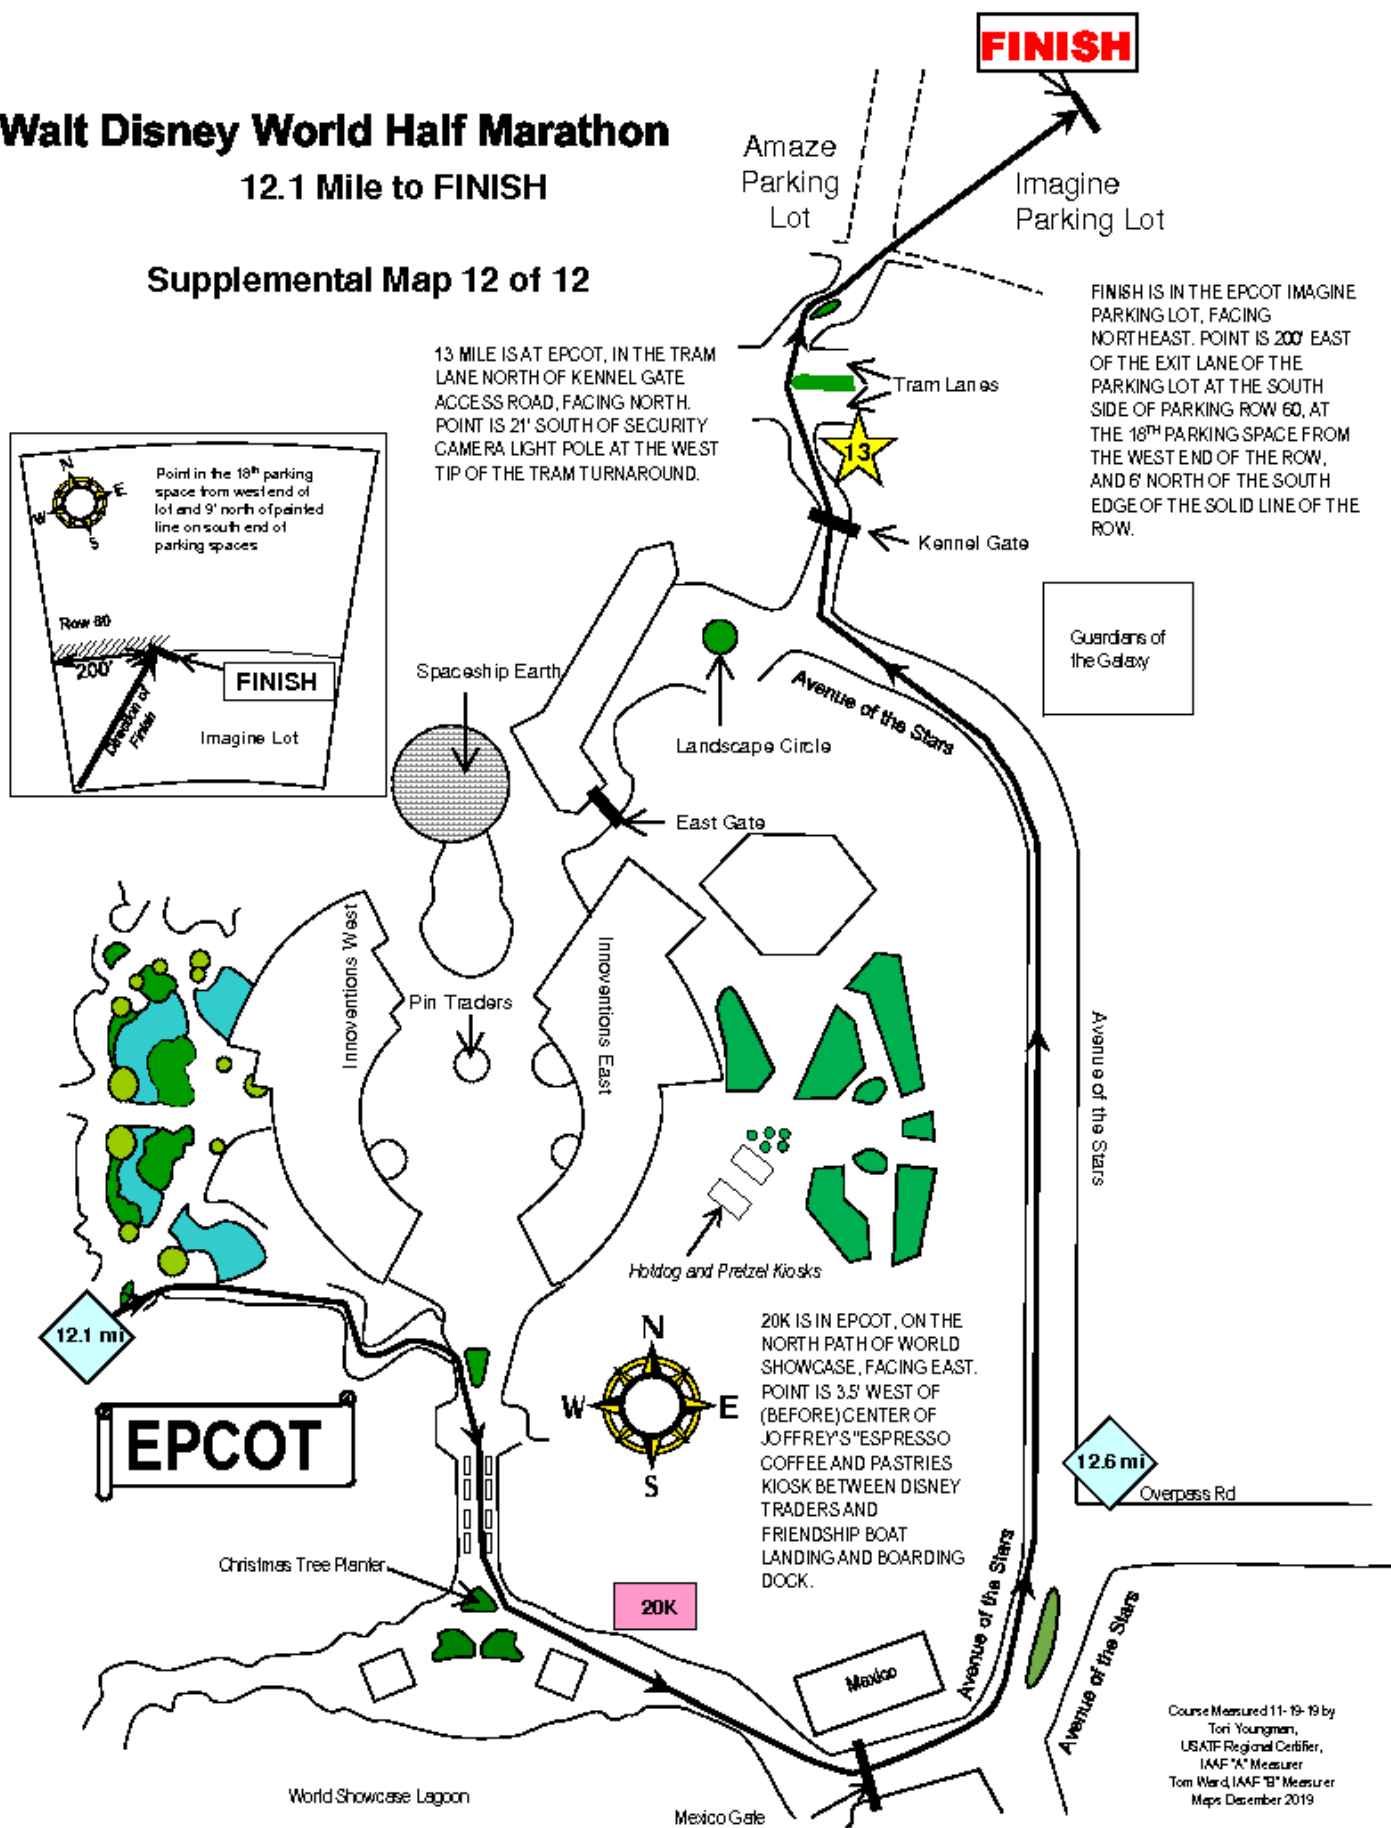 FINISH
Walt Disney World Half Marathon
12.1 Mile to FINISH
Supplemental Map 12 of 12
Amaze
Parking
Lot
Imagine
Parking Lot
FINISH IS IN THE EPCOT IMAGINE
PARKING LOT, FACING
NORTHEAST. POINT IS 200' EAST
OF THE EXIT LANE OF THE
PARKING LOT AT THE SOUTH
SIDE OF PARKING ROW 60, AT
THE 18TH PARKING SPACE FROM
THE WEST END OF THE ROW,
AND 6' NORTH OF THE SOUTH
EDGE OF THE SOLID LINE OF THE
ROW.
13 MILE IS AT EPCOT, IN THE TRAM
LANE NORTH OF KENNEL GATE
ACCESS ROAD, FACING NORTH.
POINT IS 21' SOUTH OF SECURITY
CAMERA LIGHT POLE AT THE WEST
TIP OF THE TRAM TURNAROUND.
Tram Lanes
13
Kennel Gate
N
E
W
S
Point in the 18th parking
space from west end of
lot and 9' north of painted
line on south end of
parking spaces
Row 60
200'
FINISH
Direction of
Finish
Imagine Lot
Guardians of
the Galaxy
Spaceship Earth
Avenue of the Stars
Landscape Circle
East Gate
Innoventions West
Innoventions East
Pin Traders
Avenue of the Stars
Hotdog and Pretzel Kiosks
12.1 mi
EPCOT
N
W
E
S
20K IS IN EPCOT, ON THE
NORTH PATH OF WORLD
SHOWCASE, FACING EAST.
POINT IS 3.5' WEST OF
(BEFORE) CENTER OF
JOFFREY'S "ESPRESSO
COFFEE AND PASTRIES
KIOSK BETWEEN DISNEY
TRADERS AND
FRIENDSHIP BOAT
LANDING AND BOARDING
DOCK.
12.6 mi
Overpass Rd
Christmas Tree Planter
20K
Avenue of the Stars
Mexico
Avenue of the Stars
World Showcase Lagoon
Mexico Gate
Course Measured 11-19-19 by
Tori Youngman,
USATF Regional Certifier,
IAAF "A" Measurer
Tom Ward, IAAF "B" Measurer
Maps December 2019